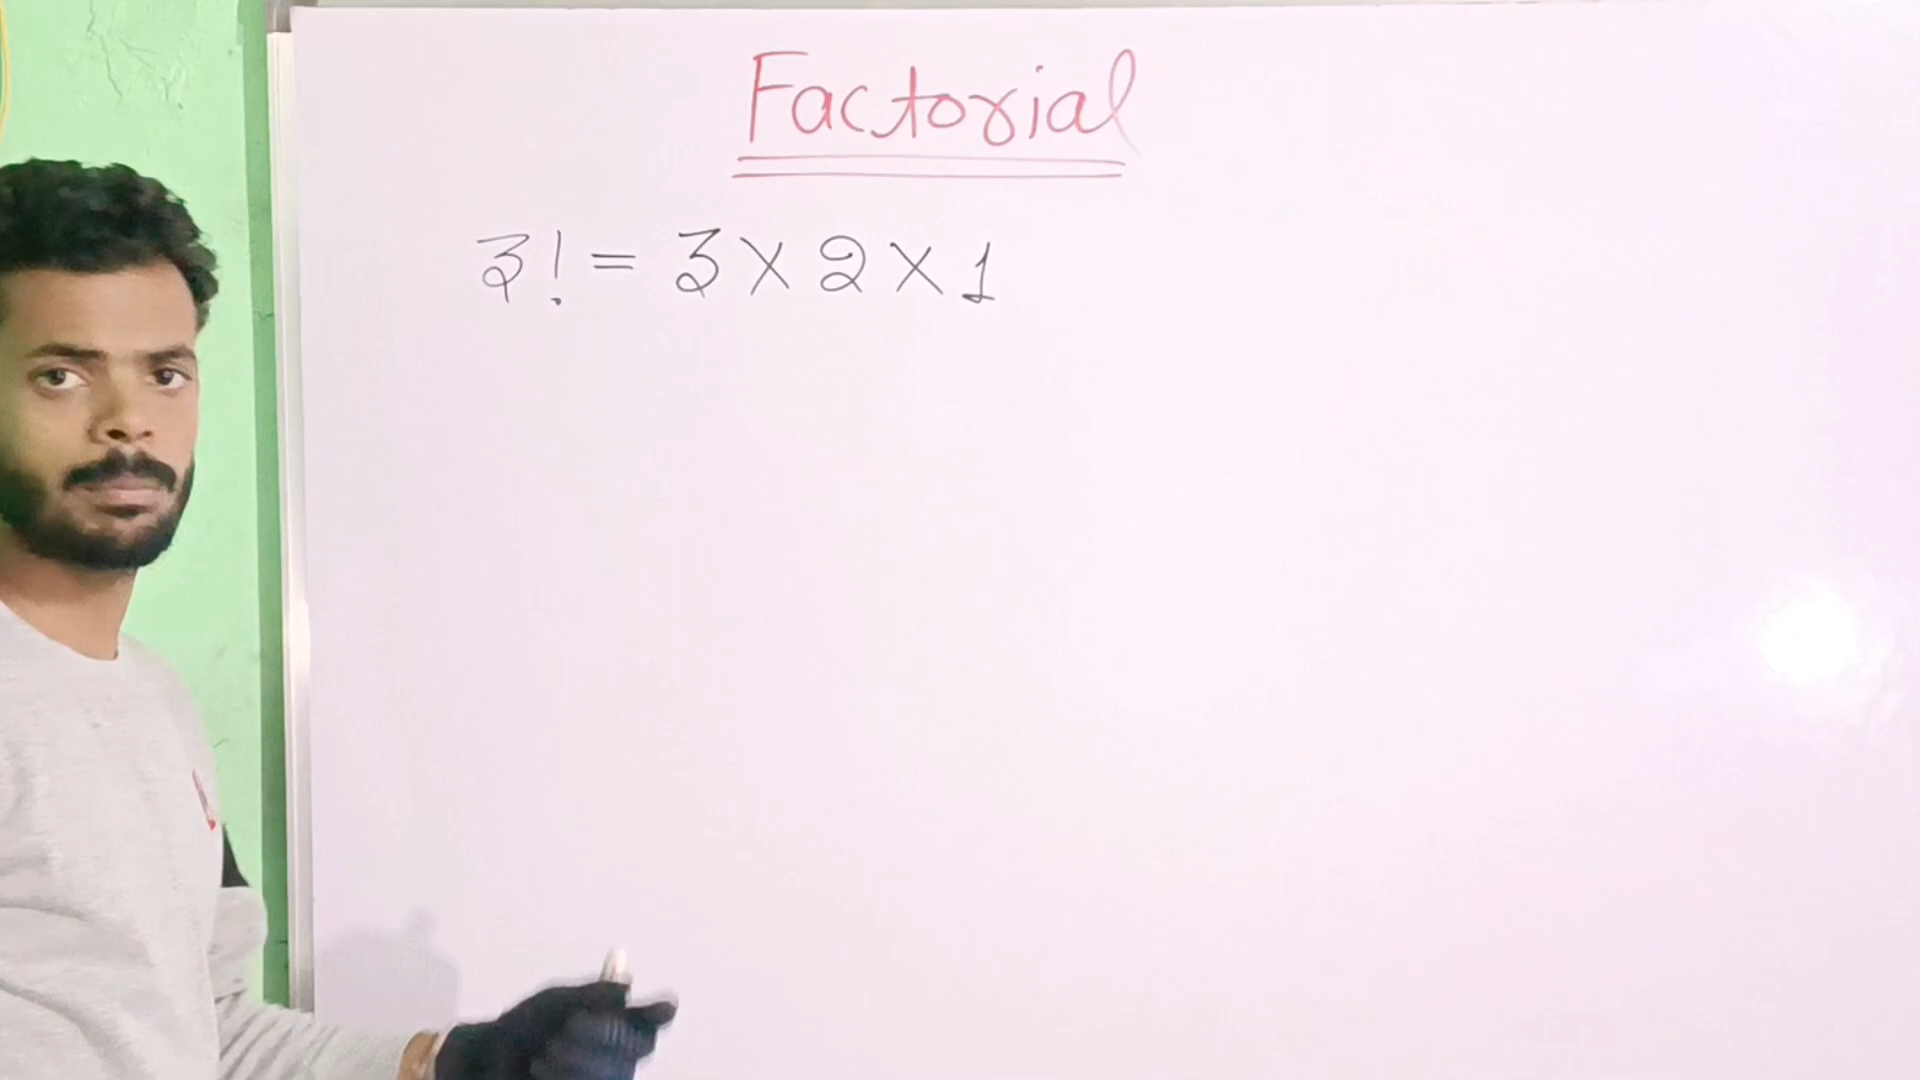 Factorial
3! = 3 × 2 × 1